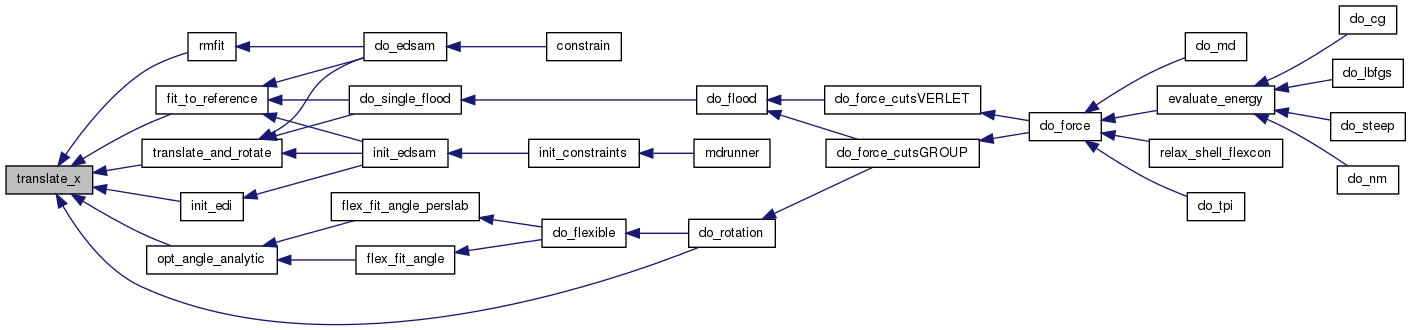 translate_x
rmfit
fit_to_reference
translate_and_rotate
init_edi
opt_angle_analytic
do_edsam
do_single_flood
init_edsam
flex_fit_angle_perslab
flex_fit_angle
constrain
init_constraints
do_flexible
do_flood
mdrunner
do_rotation
do_force_cutsVERLET
do_force_cutsGROUP
do_force
do_md
evaluate_energy
relax_shell_flexcon
do_tpi
do_cg
do_lbfgs
do_steep
do_nm